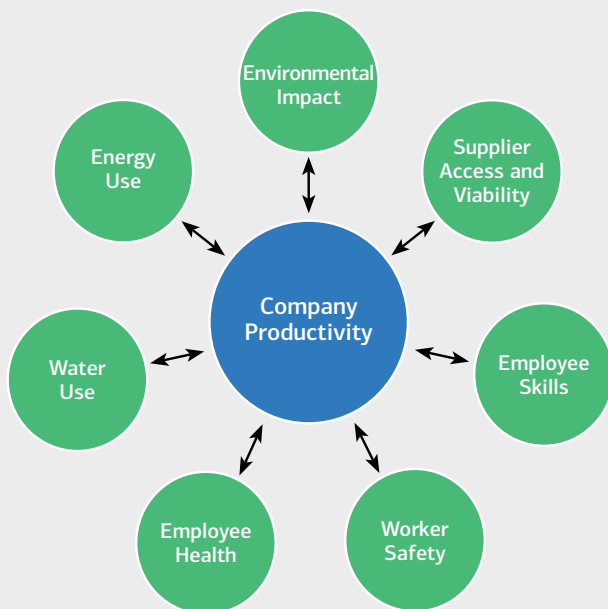 Environmental
Impact
Energy
Use
Supplier
Access and
Viability
Company
Productivity
Water
Use
Employee
Skills
Employee
Health
Worker
Safety